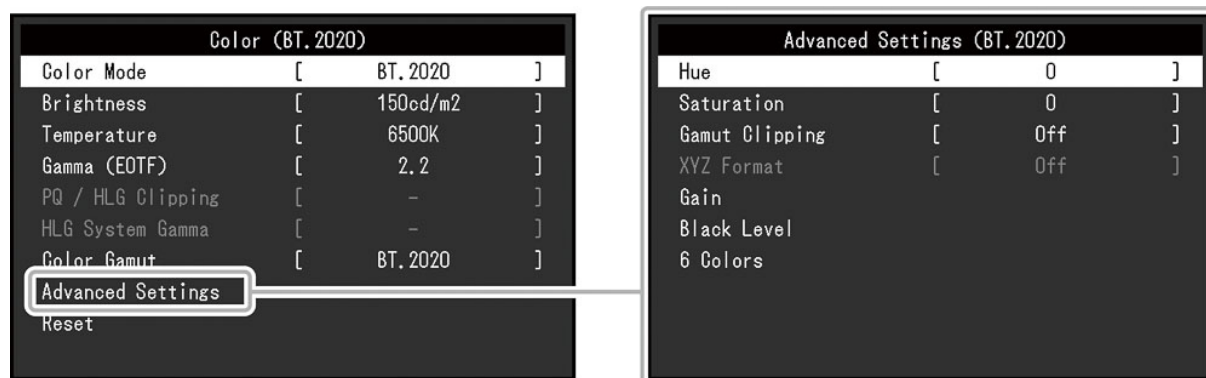 Color (BT.2020)
Color Mode [ BT.2020 ]
Brightness [ 150cd/m2 ]
Temperature [ 6500K ]
Gamma (EOTF) [ 2.2 ]
PQ / HLG Clipping [ - ]
HLG System Gamma [ - ]
Color Gamut [ BT.2020 ]
Advanced Settings
Reset
Advanced Settings (BT.2020)
Hue [ 0 ]
Saturation [ 0 ]
Gamut Clipping [ Off ]
XYZ Format [ Off ]
Gain
Black Level
6 Colors